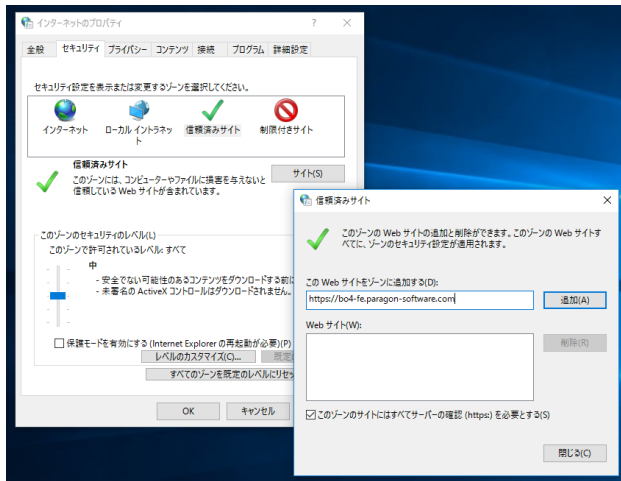 インターネットのプロパティ
全般 セキュリティ プライバシー コンテンツ 接続 プログラム 詳細設定
セキュリティ設定を表示または変更するゾーンを選択してください。
インターネット
ローカル イントラネッ
ト
信頼済みサイト
制限付きサイト
信頼済みサイト
このゾーンには、コンピューターやファイルに損害を与えないと
信頼している Web サイトが含まれています。
サイト(S)
このゾーンのセキュリティのレベル(L)
このゾーンで許可されているレベル: すべて
中
- 安全でない可能性のあるコンテンツをダウンロードする前に
- 未署名の ActiveX コントロールはダウンロードされません。
保護モードを有効にする (Internet Explorer の再起動が必要)(P)
レベルのカスタマイズ(C)...
既定
すべてのゾーンを既定のレベルにリセッ
OK
キャンセル
信頼済みサイト
このゾーンの Web サイトの追加と削除ができます。このゾーンの Web サイトす
べてに、ゾーンのセキュリティ設定が適用されます。
この Web サイトをゾーンに追加する(D):
https://bo4-fe.paragon-software.com
追加(A)
Web サイト(W):
削除(R)
このゾーンのサイトにはすべてサーバーの確認 (https:) を必要とする(S)
閉じる(C)